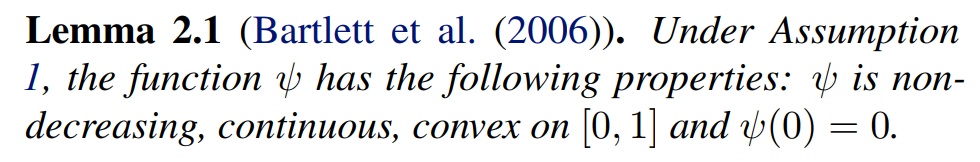 Lemma 2.1 (Bartlett et al. (2006)). Under Assumption
1, the function ψ has the following properties: ψ is non-
decreasing, continuous, convex on [0, 1] and ψ(0) = 0.